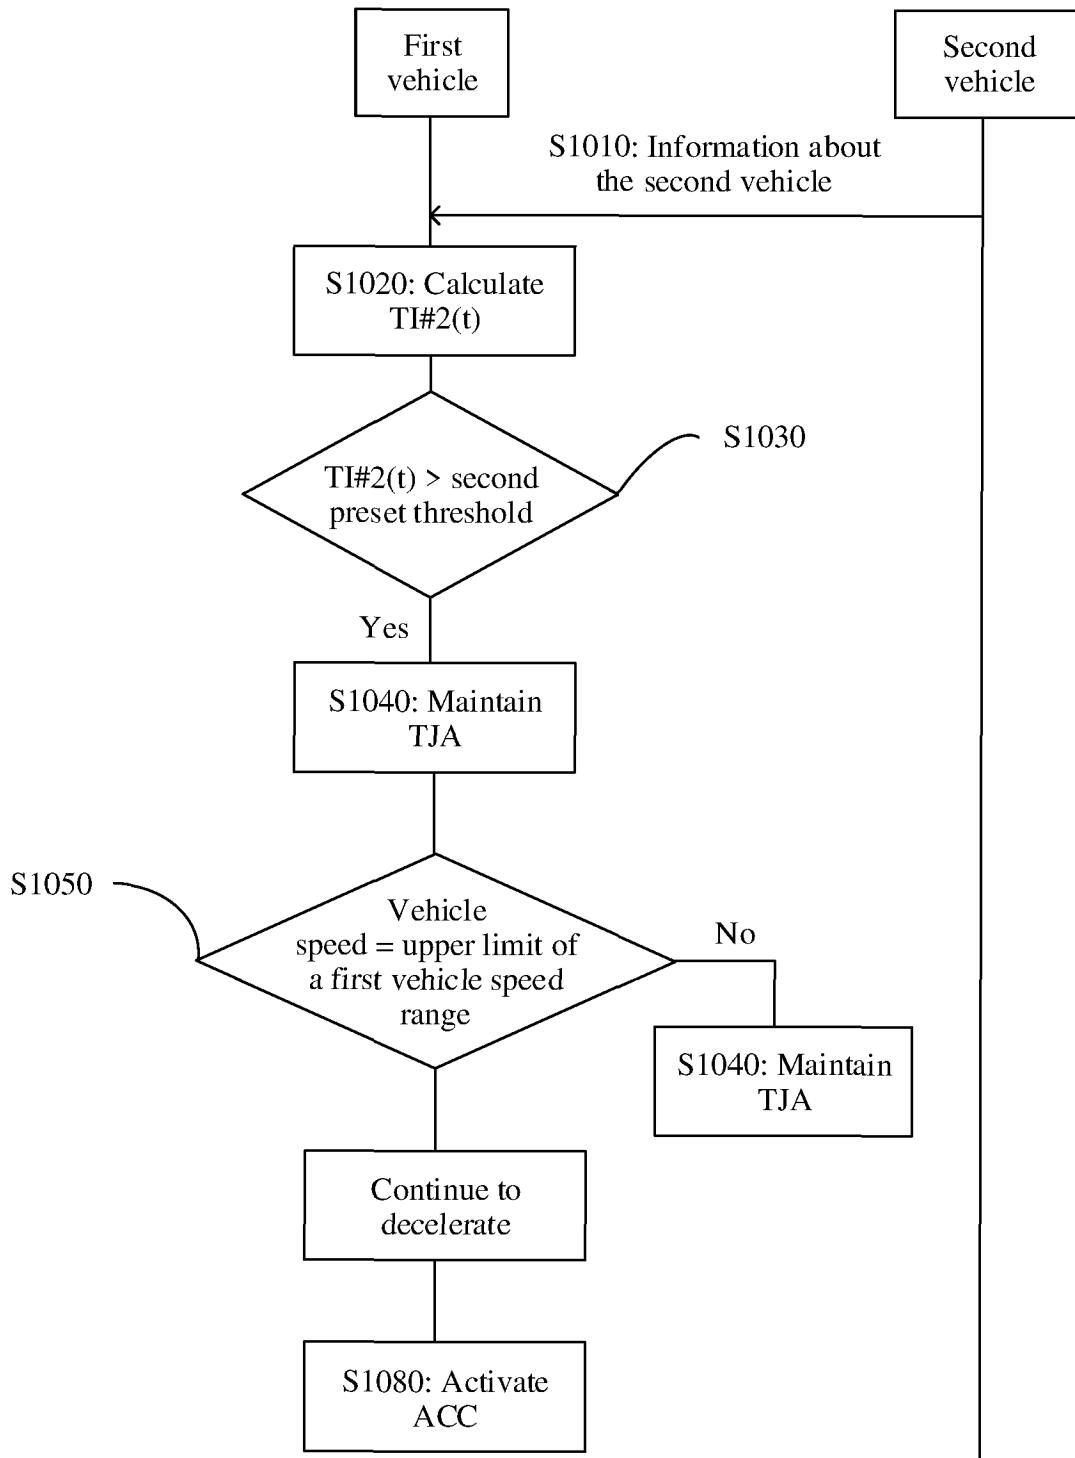 First
vehicle
Second
vehicle
S1010: Information about
the second vehicle
S1020: Calculate
TI#2(t)
S1030
TI#2(t) > second
preset threshold
Yes
S1040: Maintain
TJA
S1050
Vehicle
speed = upper limit of
a first vehicle speed
range
No
S1040: Maintain
TJA
Continue to
decelerate
S1080: Activate
ACC